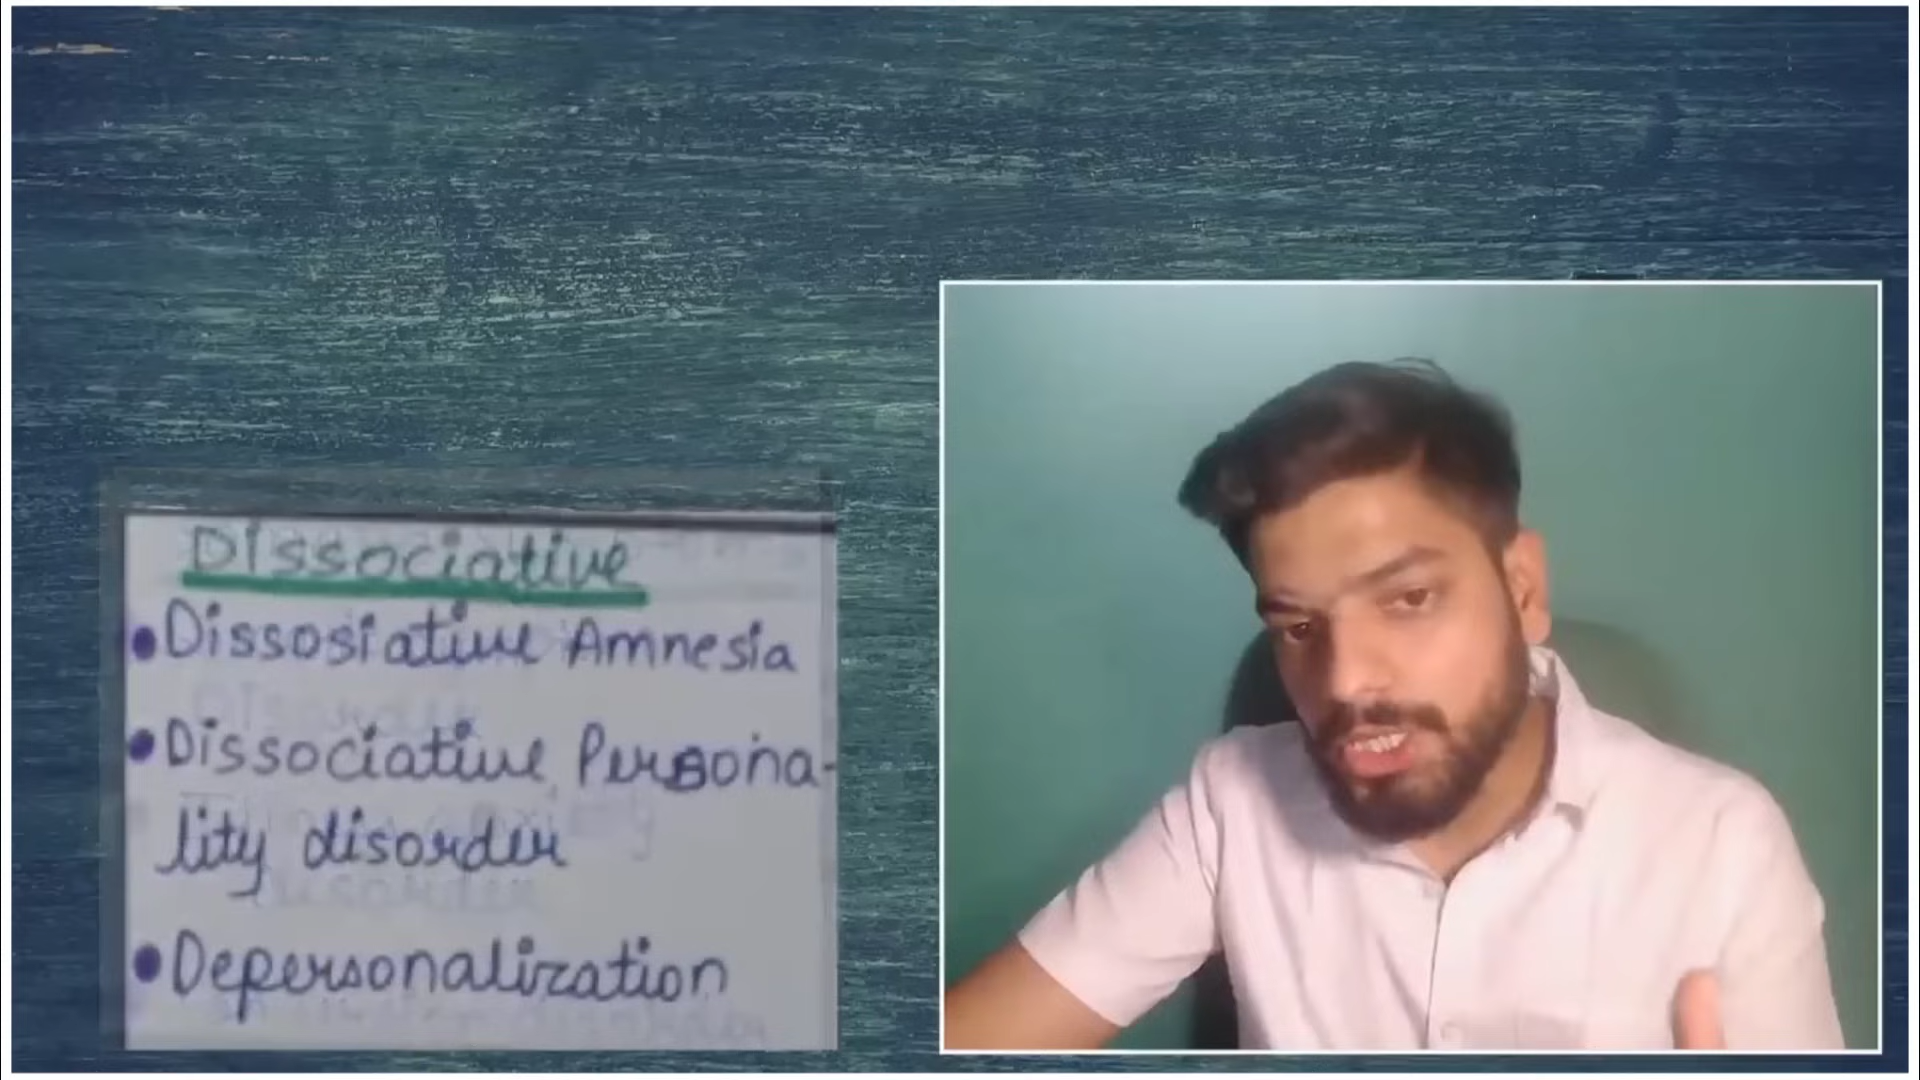 Dissociative
• Dissosiative Amnesia
• Dissociative Persona-
lity disorder
• Depersonalization